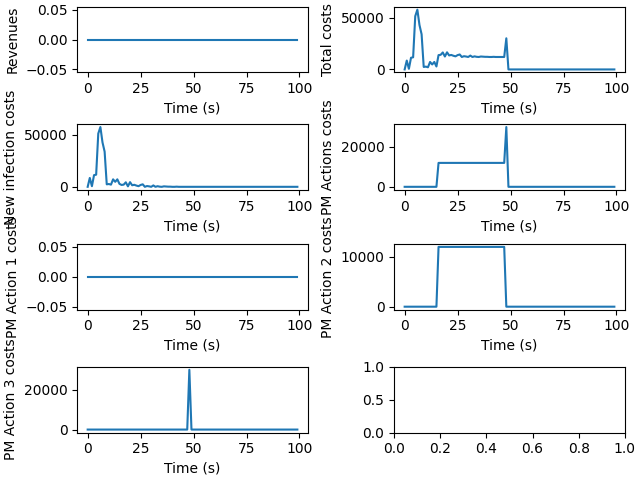 Revenues
0.05
0.00
−0.05
0 25 50 75 100
Time (s)
Total costs
50000
0
0 25 50 75 100
Time (s)
New infection costs
50000
0
0 25 50 75 100
Time (s)
PM Actions costs
20000
0
0 25 50 75 100
Time (s)
PM Action 1 costs
0.05
0.00
−0.05
0 25 50 75 100
Time (s)
PM Action 2 costs
10000
0
0 25 50 75 100
Time (s)
PM Action 3 costs
20000
0
0 25 50 75 100
Time (s)
1.0
0.5
0.0
0.0 0.2 0.4 0.6 0.8 1.0